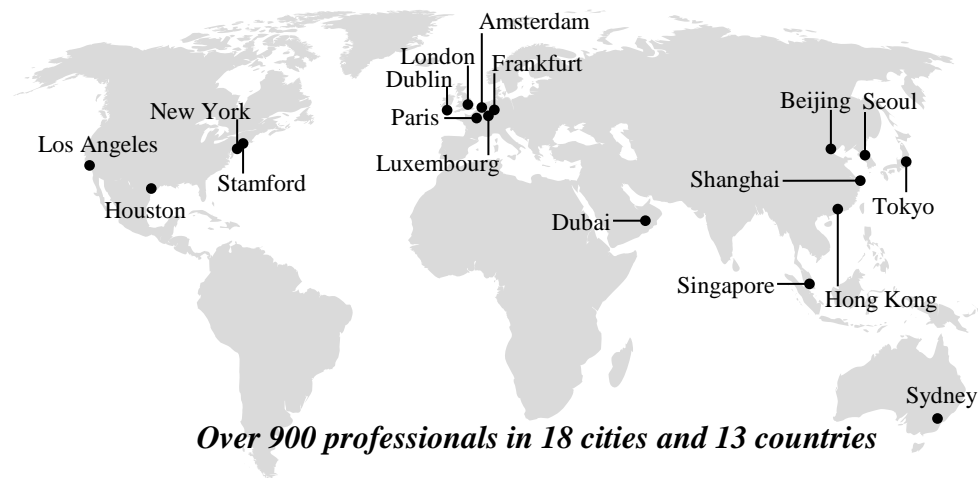 Amsterdam
London
Frankfurt
Dublin
Paris
Luxembourg
New York
Los Angeles
Stamford
Houston
Beijing
Seoul
Shanghai
Tokyo
Dubai
Singapore
Hong Kong
Sydney
Over 900 professionals in 18 cities and 13 countries